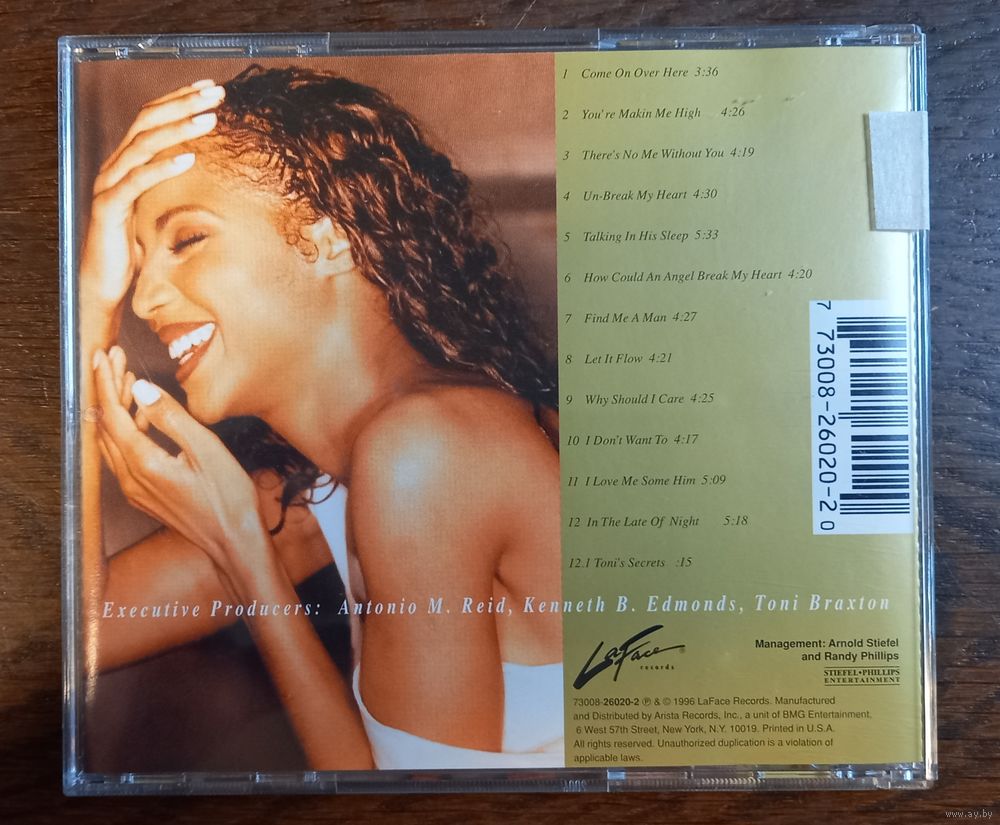 1 Come On Over Here 3:36
2 You're Makin Me High 4:26
3 There's No Me Without You 4:19
4 Un-Break My Heart 4:30
5 Talking In His Sleep 5:33
6 How Could An Angel Break My Heart 4:20
7 Find Me A Man 4:27
8 Let It Flow 4:21
9 Why Should I Care 4:25
10 I Don't Want To 4:17
11 I Love Me Some Him 5:09
12 In The Late Of Night 5:18
12.1 Toni's Secrets :15
7 73008-26020-2 0
Executive Producers: Antonio M. Reid, Kenneth B. Edmonds, Toni Braxton
LaFace ®
records
Management: Arnold Stiefel
and Randy Phillips
STIEFEL•PHILLIPS
ENTERTAINMENT
73008-26020-2 ℗ & © 1996 LaFace Records. Manufactured
and Distributed by Arista Records, Inc., a unit of BMG Entertainment,
6 West 57th Street, New York, N.Y. 10019. Printed in U.S.A.
All rights reserved. Unauthorized duplication is a violation of
applicable laws.
www.ay.by